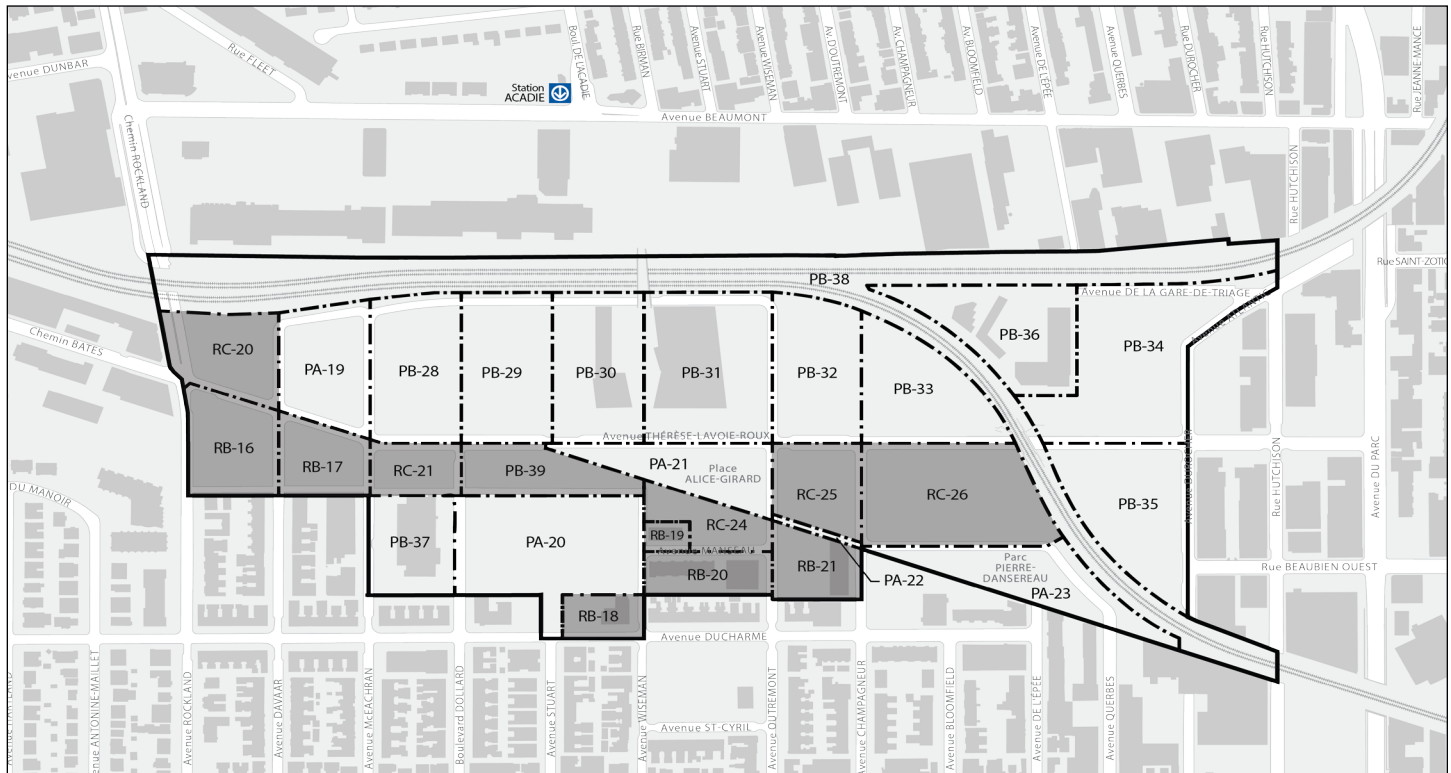 Avenue DUNBAR
Rue FLEET
Boul. DE L'ACADIE
Rue BIRMAN
Avenue STUART
Avenue WISEMAN
Av. D'OUTREMONT
Av. CHAMPAGNEUR
Av. BLOOMFIELD
Avenue DE L'ÉPÉE
Avenue QUERBES
Rue DUROCHER
Rue HUTCHISON
Rue JEANNE-MANCE
Station
ACADIE
Avenue BEAUMONT
Chemin ROCKLAND
Rue HUTCHISON
Rue SAINT-ZOTIQ
PB-38
Avenue DE LA GARE-DE-TRIAGE
Chemin BATES
RC-20
PA-19
PB-28
PB-29
PB-30
PB-31
PB-32
PB-33
PB-36
PB-34
Avenue THÉRÈSE-LAVOIE-ROUX
RB-16
RB-17
RC-21
PB-39
PA-21
Place
ALICE-GIRARD
RC-25
RC-26
PB-35
Avenue DUROCHER
Rue HUTCHISON
Avenue DU PARC
DU MANOIR
PB-37
PA-20
RC-24
RB-19
Avenue MANSEAU
RB-20
RB-21
PA-22
Parc
PIERRE-
DANSEREAU
PA-23
Rue BEAUBIEN OUEST
RB-18
Avenue DUCHARME
Avenue ANTONINE-MAILLET
Avenue ROCKLAND
Avenue DAVAAR
Avenue McEACHRAN
Boulevard DOLLARD
Avenue STUART
Avenue WISEMAN
Avenue ST-CYRIL
Avenue OUTREMONT
Avenue CHAMPAGNEUR
Avenue BLOOMFIELD
Avenue DE L'ÉPÉE
Avenue QUERBES